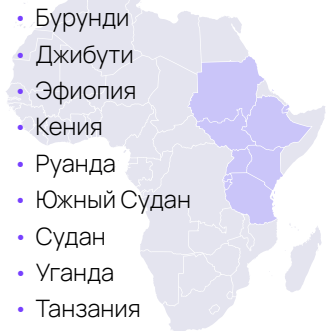 • Бурунди
• Джибути
• Эфиопия
• Кения
• Руанда
• Южный Судан
• Судан
• Уганда
• Танзания